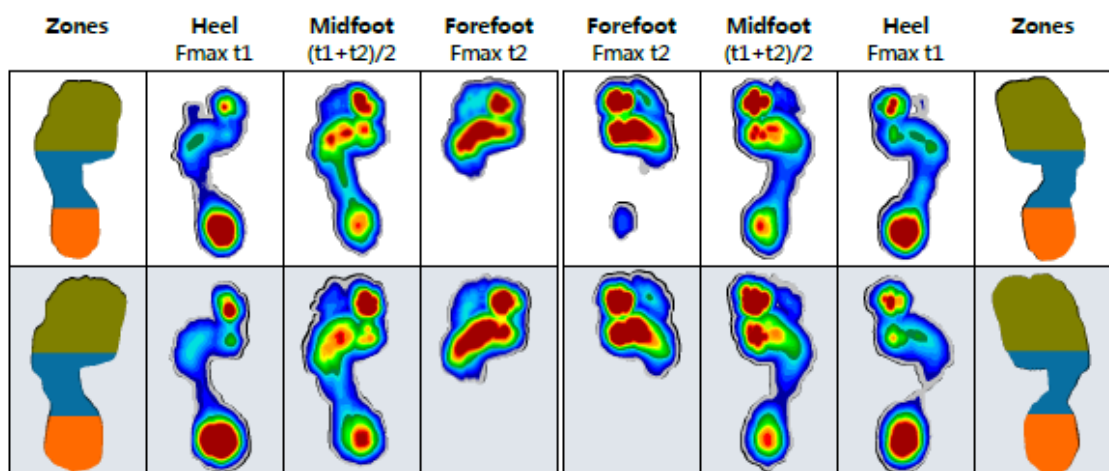 Zones Heel Midfoot Forefoot Forefoot Midfoot Heel Zones
Fmax t1 (t1+t2)/2 Fmax t2 Fmax t2 (t1+t2)/2 Fmax t1